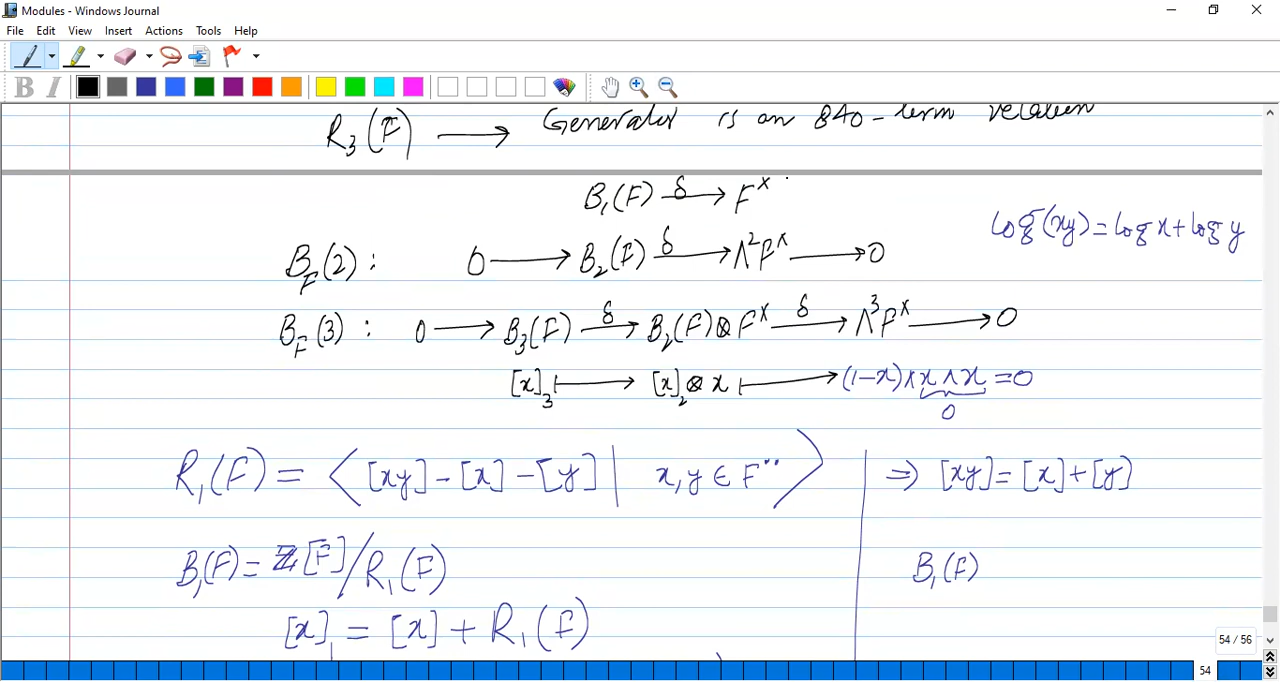 Modules - Windows Journal
File Edit View Insert Actions Tools Help
B I
R₃(F) ⟶ Generator is an 840-term relation
B₁(F) —δ→ F^×
log(xy) = log x + log y
B_F(2) : 0 ⟶ B₂(F) —δ→ Λ²F^× ⟶ 0
B_F(3) : 0 ⟶ B₃(F) —δ→ B₂(F)⊗F^× —δ→ Λ³F^× ⟶ 0
[x]₃ ⟼ [x]₂ ⊗ x ⟼ (1-x)∧x∧x = 0
0
R₁(F) = ⟨[xy] - [x] - [y] | x, y ∈ F^••⟩ ⇒ [xy] = [x] + [y]
B₁(F) = ℤ[F]/R₁(F) B₁(F)
[x]₁ = [x] + R₁(F)
54 / 56
54